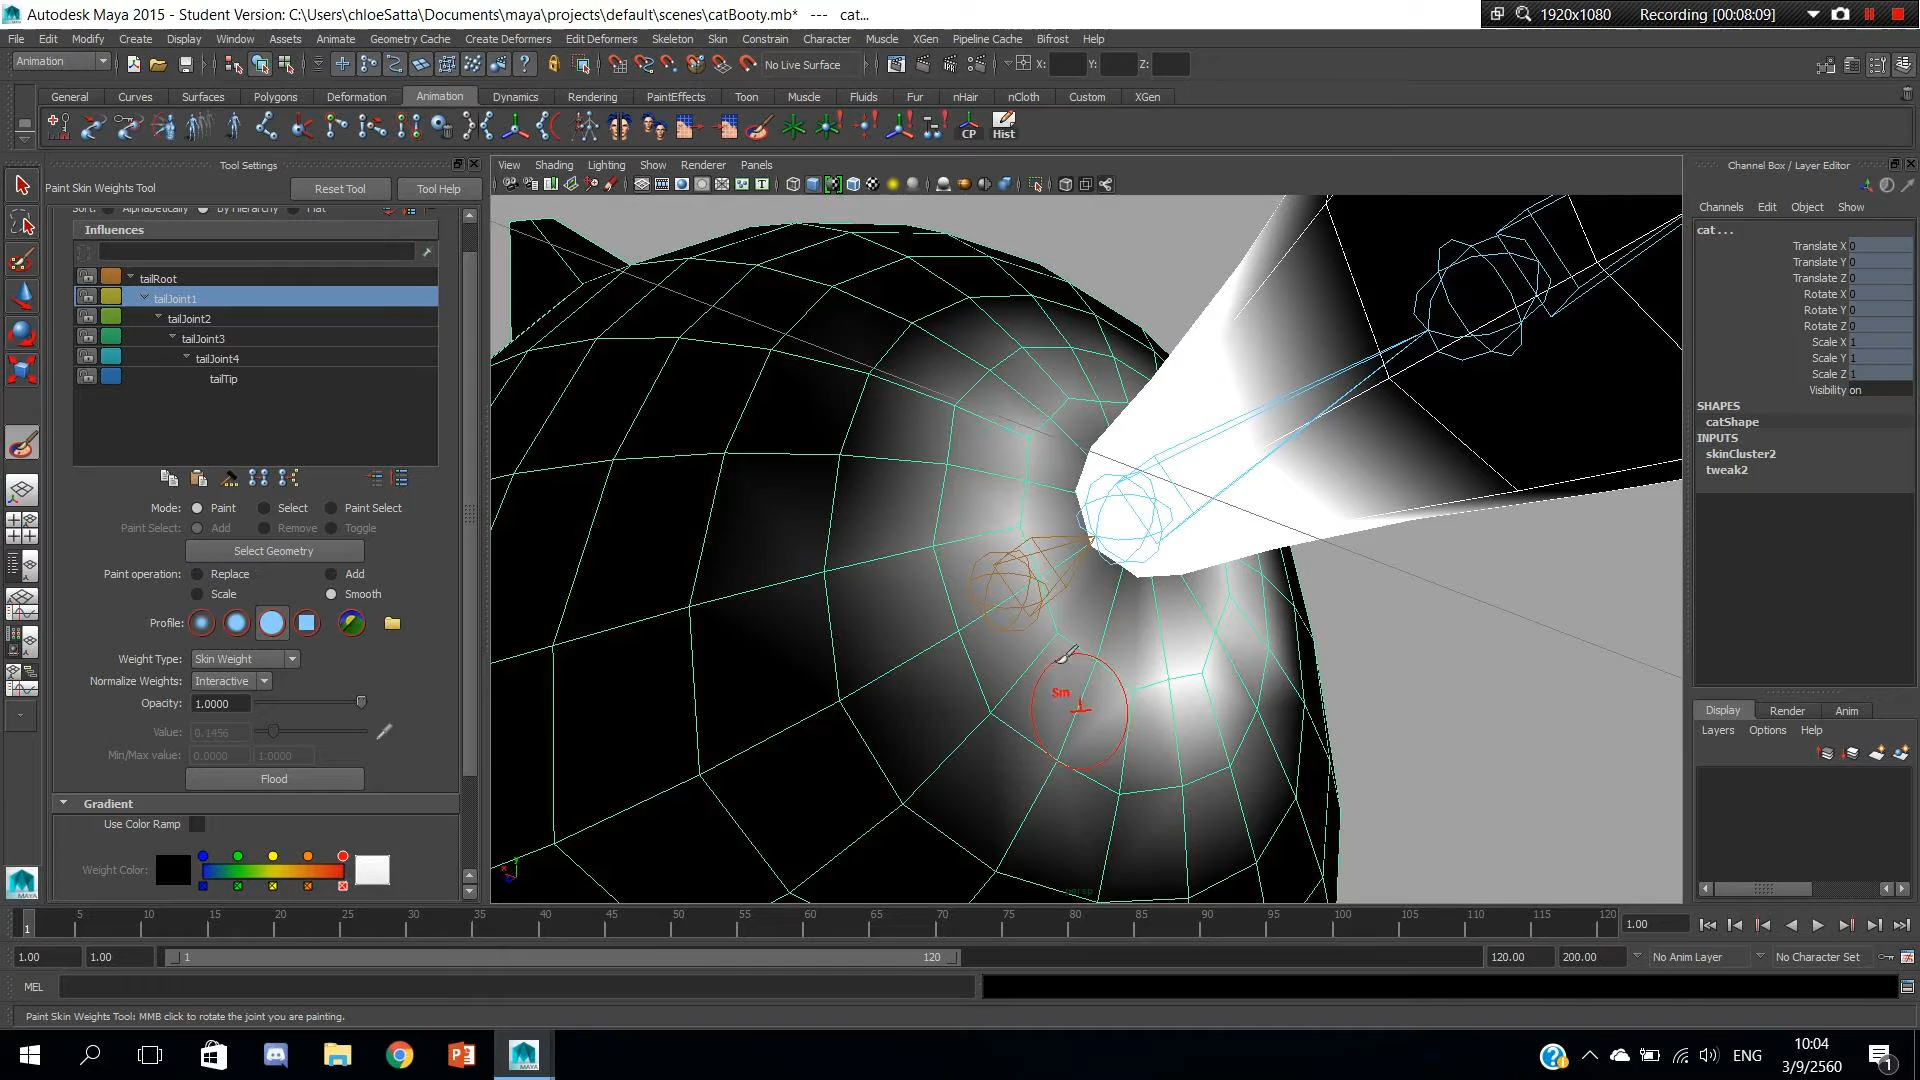 Autodesk Maya 2015 - Student Version: C:\Users\chloeSatta\Documents\maya\projects\default\scenes\catBooty.mb*  ---  cat...
1920x1080 Recording [00:08:09]
File Edit Modify Create Display Window Assets Animate Geometry Cache Create Deformers Edit Deformers Skeleton Skin Constrain Character Muscle XGen Pipeline Cache Bifrost Help
Animation No Live Surface X: Y: Z:
General Curves Surfaces Polygons Deformation Animation Dynamics Rendering PaintEffects Toon Muscle Fluids Fur nHair nCloth Custom XGen
CP Hist
Tool Settings
Paint Skin Weights Tool Reset Tool Tool Help
Sort: Alphabetically By Hierarchy Flat
Influences
tailRoot
tailJoint1
tailJoint2
tailJoint3
tailJoint4
tailTip
Mode: Paint Select Paint Select
Paint Select: Add Remove Toggle
Select Geometry
Paint operation: Replace Add
Scale Smooth
Profile:
Weight Type: Skin Weight
Normalize Weights: Interactive
Opacity: 1.0000
Value: 0.1456
Min/Max value: 0.0000 1.0000
Flood
Gradient
Use Color Ramp
Weight Color:
View Shading Lighting Show Renderer Panels
Sm
persp
Channel Box / Layer Editor
Channels Edit Object Show
cat...
Translate X 0
Translate Y 0
Translate Z 0
Rotate X 0
Rotate Y 0
Rotate Z 0
Scale X 1
Scale Y 1
Scale Z 1
Visibility on
SHAPES
catShape
INPUTS
skinCluster2
tweak2
Display Render Anim
Layers Options Help
1 5 10 15 20 25 30 35 40 45 50 55 60 65 70 75 80 85 90 95 100 105 110 115 120 1.00
1.00 1.00 1 120 120.00 200.00 No Anim Layer No Character Set
MEL
Paint Skin Weights Tool: MMB click to rotate the joint you are painting.
ENG 10:04
3/9/2560
1